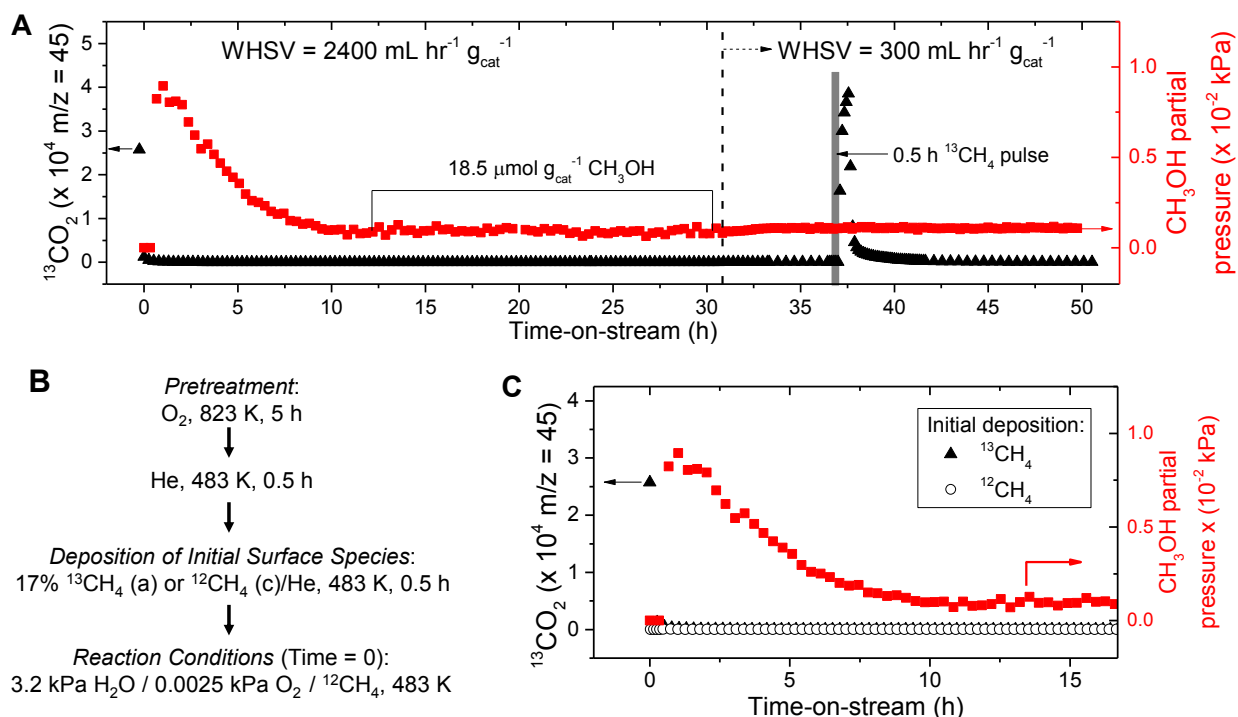 A
WHSV = 2400 mL hr⁻¹ g_cat⁻¹
WHSV = 300 mL hr⁻¹ g_cat⁻¹
¹³CO₂ (x 10⁴ m/z = 45)
5
4
3
2
1
0
18.5 μmol g_cat⁻¹ CH₃OH
0.5 h ¹³CH₄ pulse
1.0
0.5
0.0
CH₃OH partial
pressure (x 10⁻² kPa)
0 5 10 15 20 25 30 35 40 45 50
Time-on-stream (h)
B
Pretreatment:
O₂, 823 K, 5 h
He, 483 K, 0.5 h
Deposition of Initial Surface Species:
17% ¹³CH₄ (a) or ¹²CH₄ (c)/He, 483 K, 0.5 h
Reaction Conditions (Time = 0):
3.2 kPa H₂O / 0.0025 kPa O₂ / ¹²CH₄, 483 K
C
¹³CO₂ (x 10⁴ m/z = 45)
4
3
2
1
0
Initial deposition:
¹³CH₄
¹²CH₄
1.0
0.5
0.0
CH₃OH partial
pressure x (10⁻² kPa)
0 5 10 15
Time-on-stream (h)